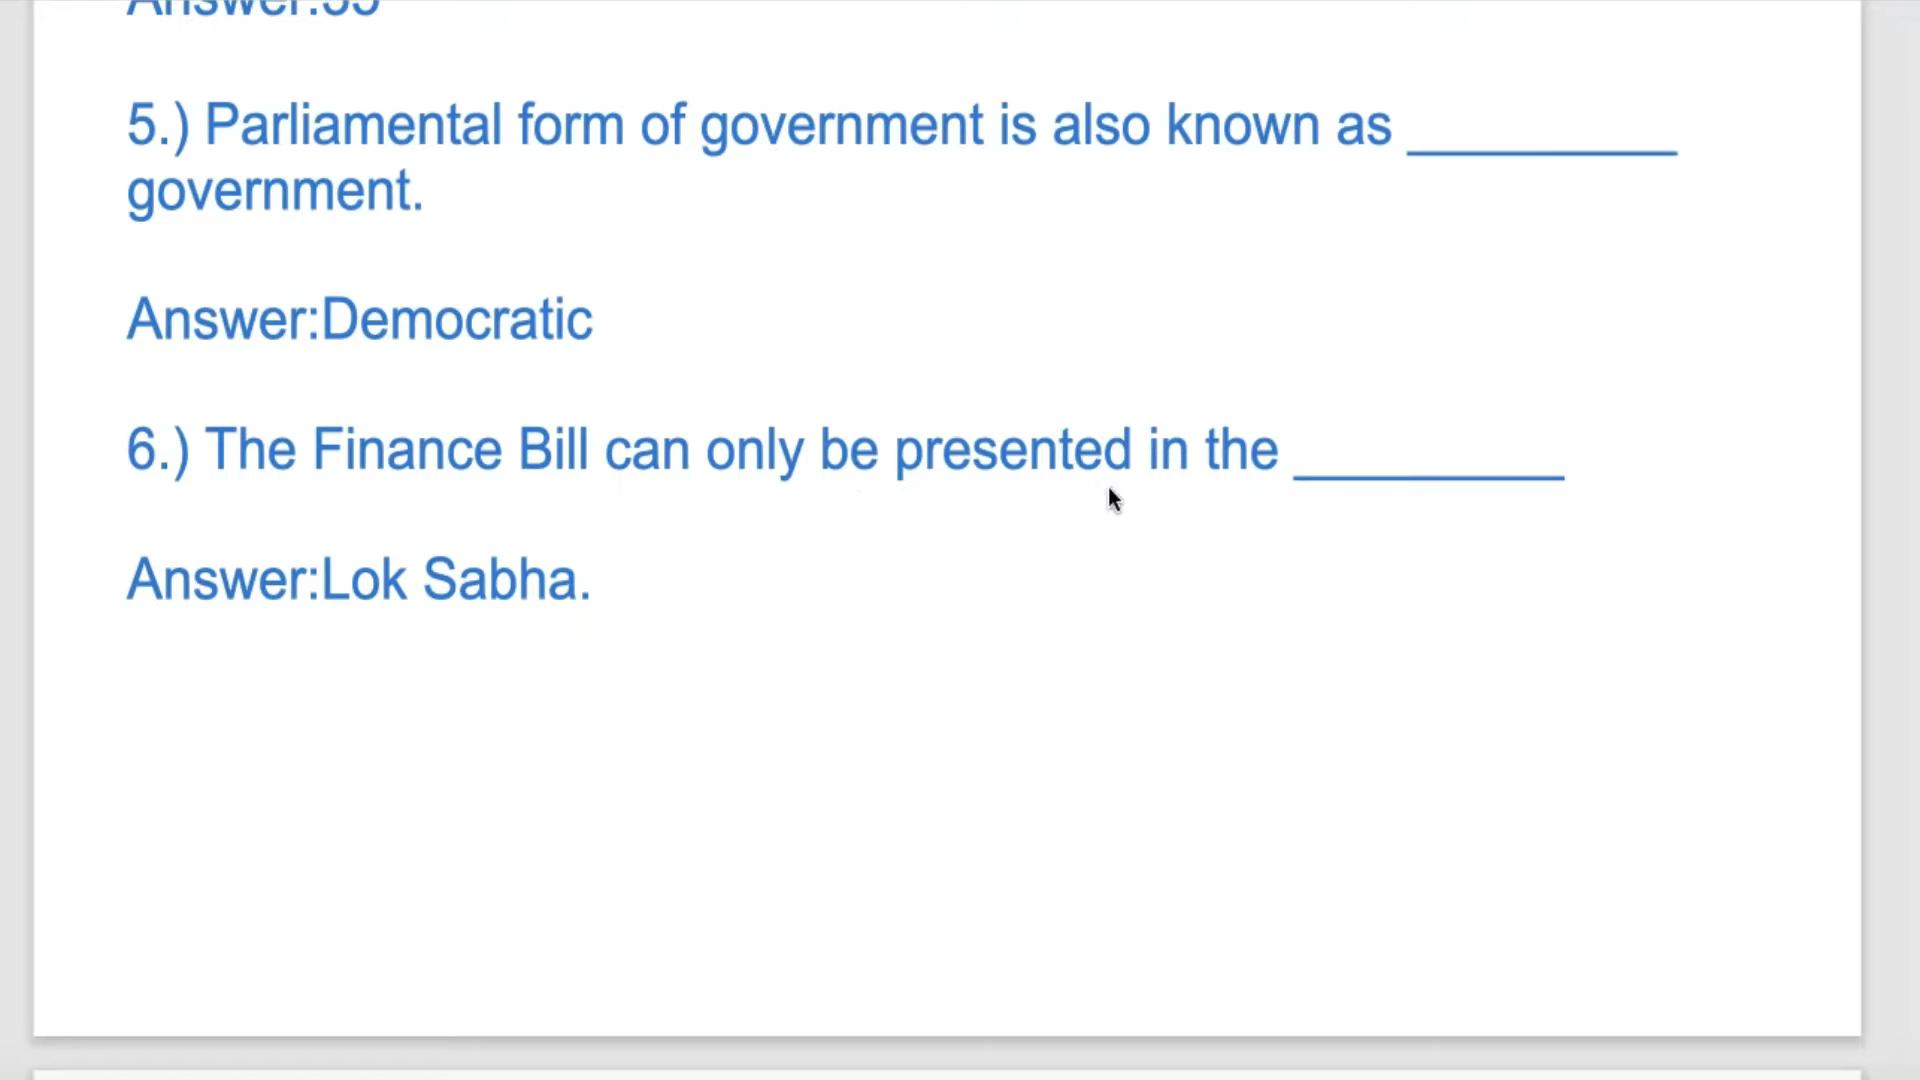 5.) Parliamental form of government is also known as __________
government.
Answer:Democratic
6.) The Finance Bill can only be presented in the __________
Answer:Lok Sabha.